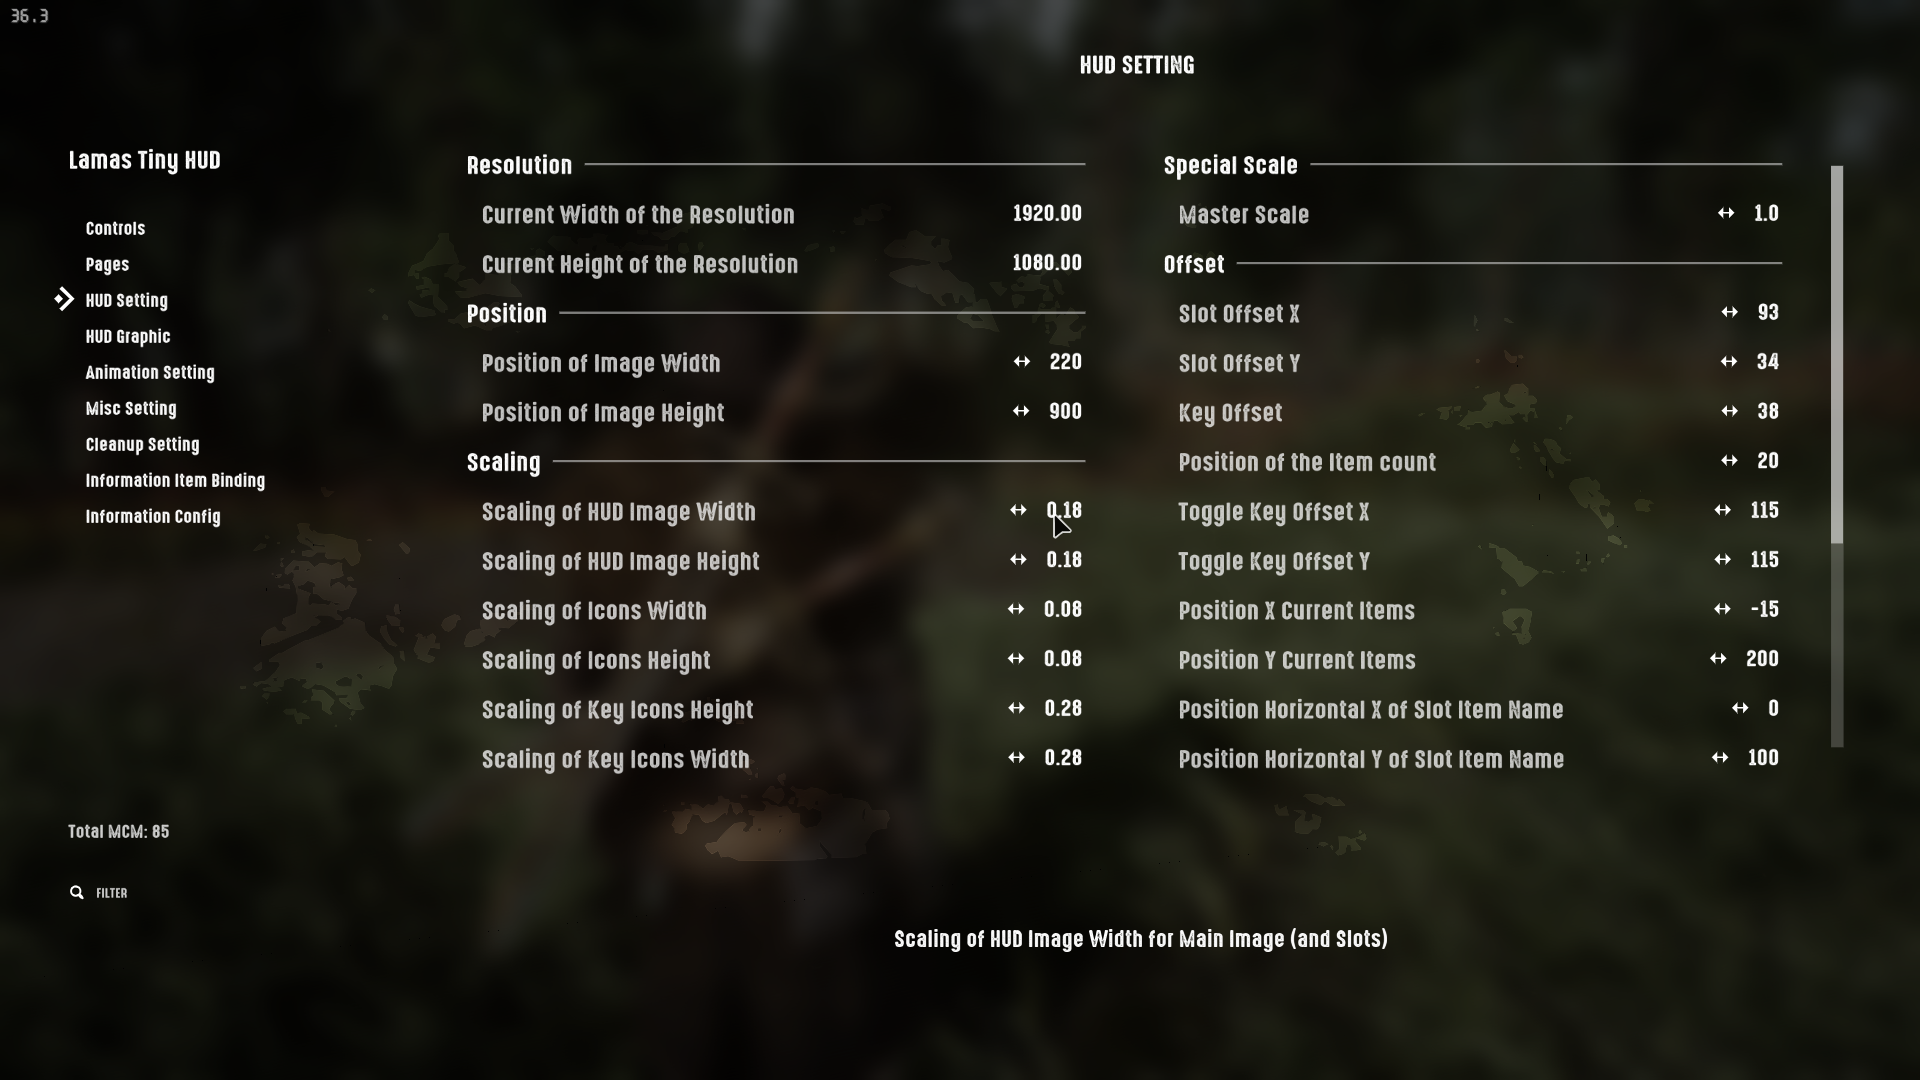 36.3
HUD SETTING
Lamas Tiny HUD
Controls
Pages
HUD Setting
HUD Graphic
Animation Setting
Misc Setting
Cleanup Setting
Information Item Binding
Information Config
Total MCM: 85
FILTER
Resolution
Current Width of the Resolution 1920.00
Current Height of the Resolution 1080.00
Position
Position of Image Width 220
Position of Image Height 900
Scaling
Scaling of HUD Image Width 0.18
Scaling of HUD Image Height 0.18
Scaling of Icons Width 0.08
Scaling of Icons Height 0.08
Scaling of Key Icons Height 0.28
Scaling of Key Icons Width 0.28
Special Scale
Master Scale 1.0
Offset
Slot Offset X 93
Slot Offset Y 34
Key Offset 38
Position of the Item count 20
Toggle Key Offset X 115
Toggle Key Offset Y 115
Position X Current Items -15
Position Y Current Items 200
Position Horizontal X of Slot Item Name 0
Position Horizontal Y of Slot Item Name 100
Scaling of HUD Image Width for Main Image (and Slots)